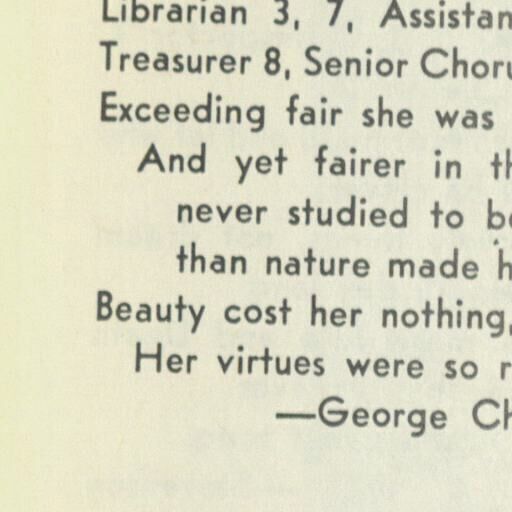 Librarian 3, 7, Assistan
Treasurer 8, Senior Choru
Exceeding fair she was
And yet fairer in th
never studied to be
than nature made h
Beauty cost her nothing,
Her virtues were so r
—George Ch